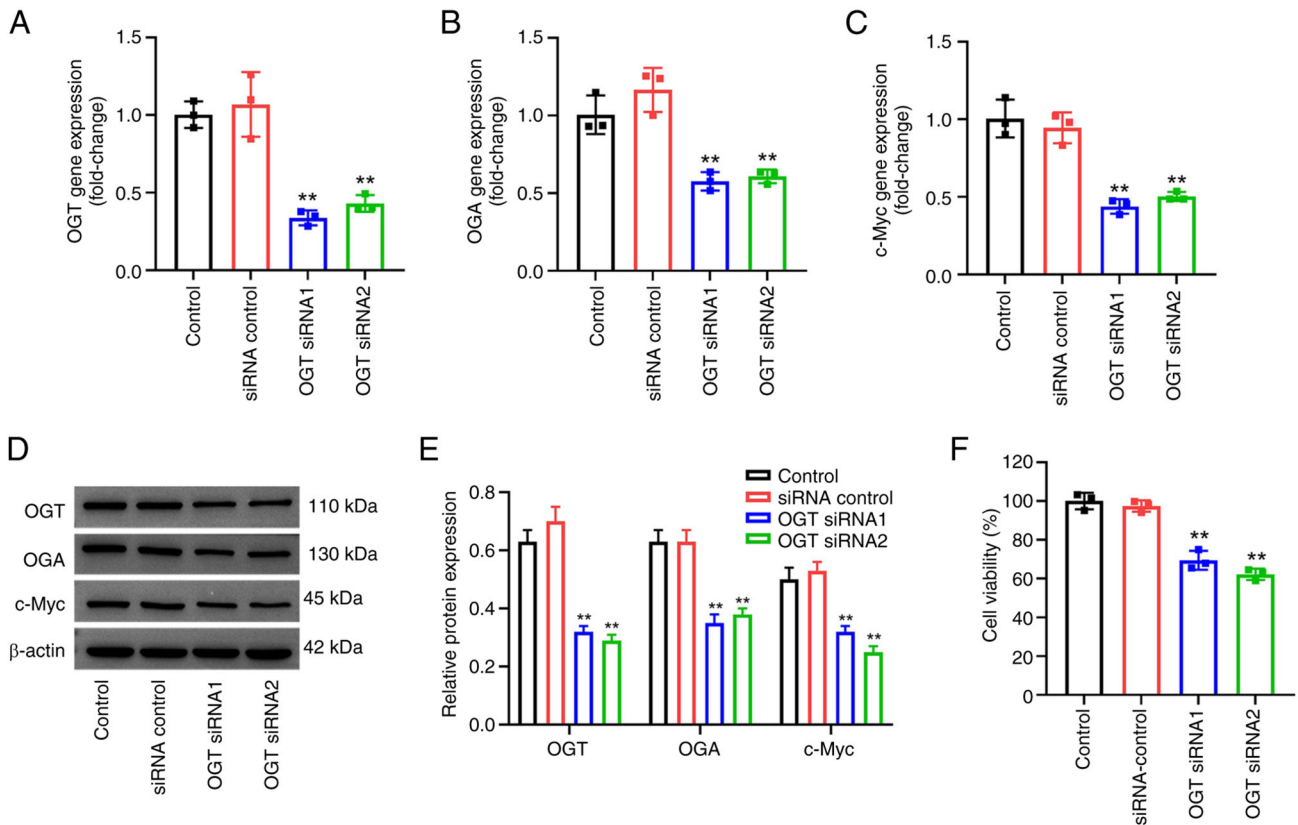 A
OGT gene expression
(fold-change)
1.5
1.0
0.5
0.0
**
**
Control
siRNA control
OGT siRNA1
OGT siRNA2
B
OGA gene expression
(fold-change)
1.5
1.0
0.5
0.0
**
**
Control
siRNA control
OGT siRNA1
OGT siRNA2
C
c-Myc gene expression
(fold-change)
1.5
1.0
0.5
0.0
**
**
Control
siRNA control
OGT siRNA1
OGT siRNA2
D
OGT
110 kDa
OGA
130 kDa
c-Myc
45 kDa
β-actin
42 kDa
Control
siRNA control
OGT siRNA1
OGT siRNA2
E
Relative protein expression
0.8
0.6
0.4
0.2
0.0
Control
siRNA control
OGT siRNA1
OGT siRNA2
**
**
**
**
**
**
OGT
OGA
c-Myc
F
Cell viability (%)
120
100
80
60
40
20
0
**
**
Control
siRNA-control
OGT siRNA1
OGT siRNA2